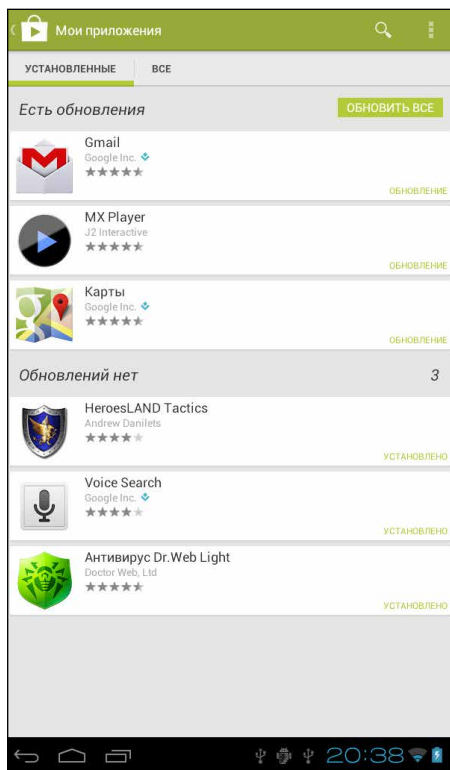 Мои приложения
УСТАНОВЛЕННЫЕ ВСЕ
Есть обновления ОБНОВИТЬ ВСЕ
Gmail
Google Inc.
ОБНОВЛЕНИЕ
MX Player
J2 Interactive
ОБНОВЛЕНИЕ
Карты
Google Inc.
ОБНОВЛЕНИЕ
Обновлений нет 3
HeroesLAND Tactics
Andrew Danilets
УСТАНОВЛЕНО
Voice Search
Google Inc.
УСТАНОВЛЕНО
Антивирус Dr.Web Light
Doctor Web, Ltd
УСТАНОВЛЕНО
20:38